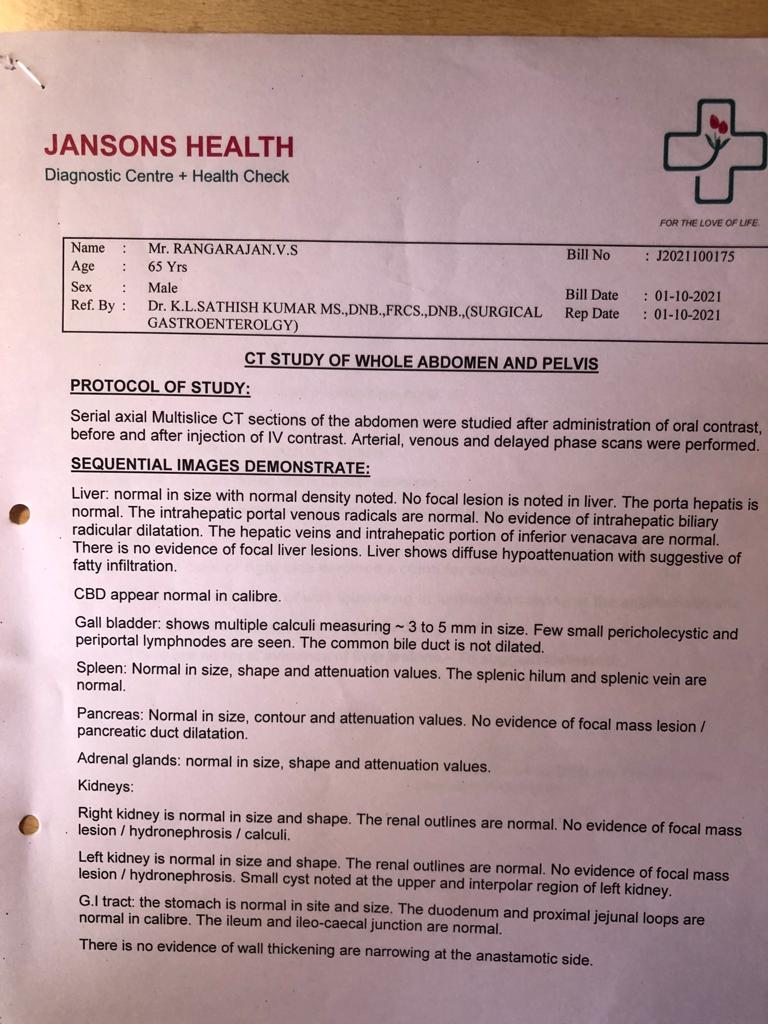 JANSONS HEALTH
Diagnostic Centre + Health Check
FOR THE LOVE OF LIFE.
Name : Mr. RANGARAJAN.V.S
Bill No : J2021100175
Age : 65 Yrs
Sex : Male
Bill Date : 01-10-2021
Ref. By : Dr. K.L.SATHISH KUMAR MS.,DNB.,FRCS.,DNB.,(SURGICAL
Rep Date : 01-10-2021
GASTROENTEROLGY)
CT STUDY OF WHOLE ABDOMEN AND PELVIS
PROTOCOL OF STUDY:
Serial axial Multislice CT sections of the abdomen were studied after administration of oral contrast,
before and after injection of IV contrast. Arterial, venous and delayed phase scans were performed.
SEQUENTIAL IMAGES DEMONSTRATE:
Liver: normal in size with normal density noted. No focal lesion is noted in liver. The porta hepatis is
normal. The intrahepatic portal venous radicals are normal. No evidence of intrahepatic biliary
radicular dilatation. The hepatic veins and intrahepatic portion of inferior venacava are normal.
There is no evidence of focal liver lesions. Liver shows diffuse hypoattenuation with suggestive of
fatty infiltration.
CBD appear normal in calibre.
Gall bladder: shows multiple calculi measuring ~ 3 to 5 mm in size. Few small pericholecystic and
periportal lymphnodes are seen. The common bile duct is not dilated.
Spleen: Normal in size, shape and attenuation values. The splenic hilum and splenic vein are
normal.
Pancreas: Normal in size, contour and attenuation values. No evidence of focal mass lesion /
pancreatic duct dilatation.
Adrenal glands: normal in size, shape and attenuation values.
Kidneys:
Right kidney is normal in size and shape. The renal outlines are normal. No evidence of focal mass
lesion / hydronephrosis / calculi.
Left kidney is normal in size and shape. The renal outlines are normal. No evidence of focal mass
lesion / hydronephrosis. Small cyst noted at the upper and interpolar region of left kidney.
G.I tract: the stomach is normal in site and size. The duodenum and proximal jejunal loops are
normal in calibre. The ileum and ileo-caecal junction are normal.
There is no evidence of wall thickening are narrowing at the anastamotic side.